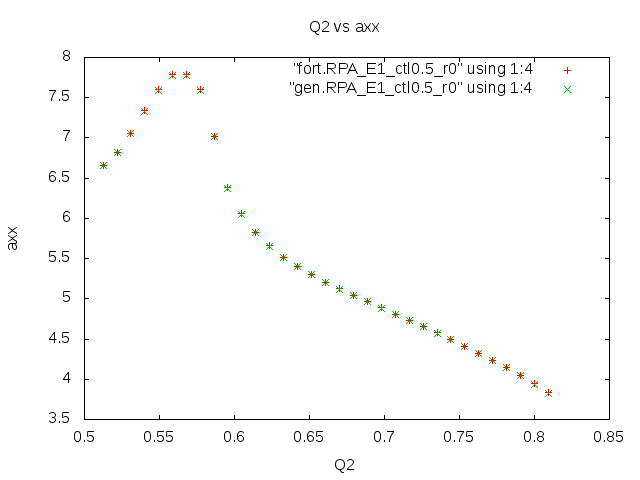 Q2 vs axx
"fort.RPA_E1_ctl0.5_r0" using 1:4
"gen.RPA_E1_ctl0.5_r0" using 1:4
8
7.5
7
6.5
6
5.5
5
4.5
4
3.5
axx
0.5 0.55 0.6 0.65 0.7 0.75 0.8 0.85
Q2